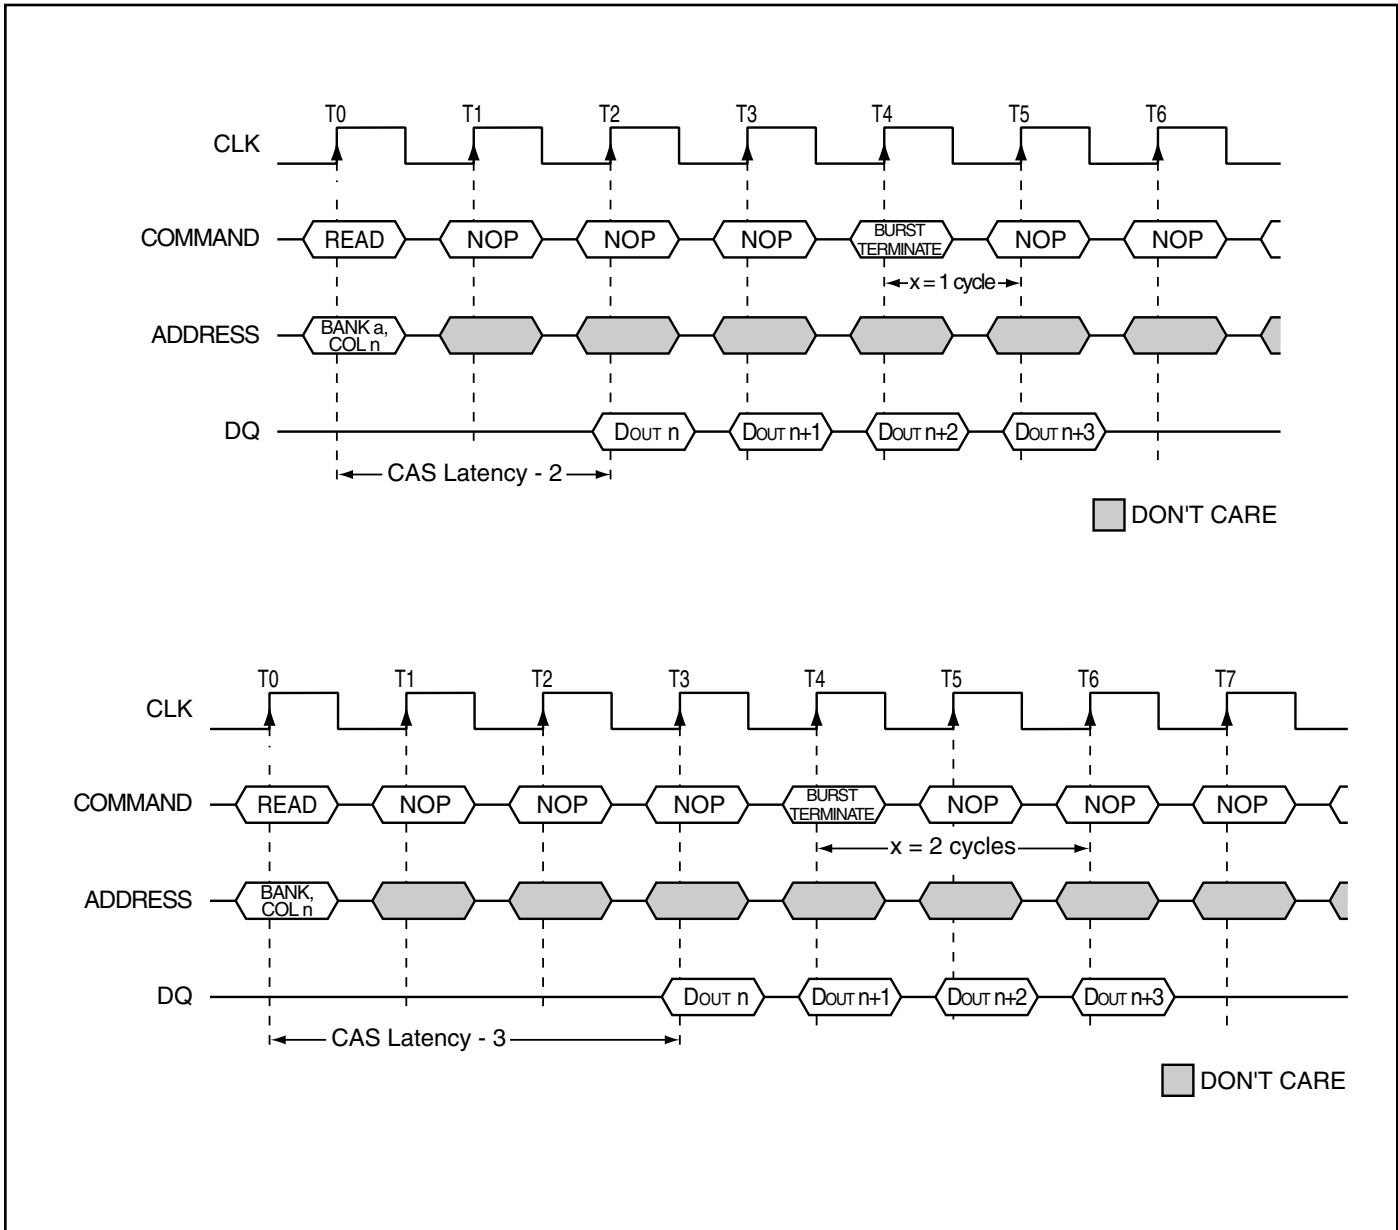 T0 T1 T2 T3 T4 T5 T6
CLK
COMMAND READ NOP NOP NOP BURST TERMINATE NOP NOP
x = 1 cycle
ADDRESS BANK a, COL n
DQ DOUT n DOUT n+1 DOUT n+2 DOUT n+3
CAS Latency - 2
DON'T CARE
T0 T1 T2 T3 T4 T5 T6 T7
CLK
COMMAND READ NOP NOP NOP BURST TERMINATE NOP NOP NOP
x = 2 cycles
ADDRESS BANK, COL n
DQ DOUT n DOUT n+1 DOUT n+2 DOUT n+3
CAS Latency - 3
DON'T CARE